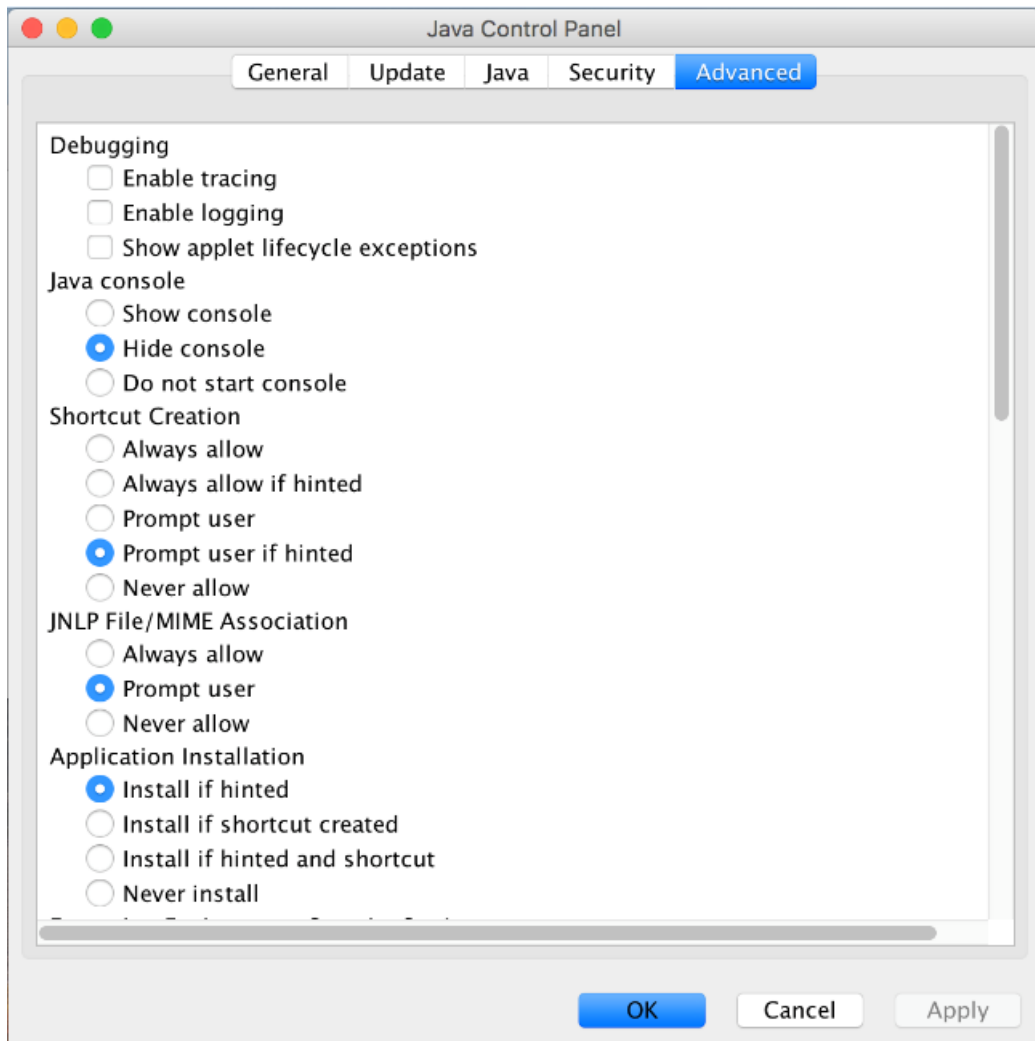 Java Control Panel
General Update Java Security Advanced
Debugging
Enable tracing
Enable logging
Show applet lifecycle exceptions
Java console
Show console
Hide console
Do not start console
Shortcut Creation
Always allow
Always allow if hinted
Prompt user
Prompt user if hinted
Never allow
JNLP File/MIME Association
Always allow
Prompt user
Never allow
Application Installation
Install if hinted
Install if shortcut created
Install if hinted and shortcut
Never install
OK Cancel Apply